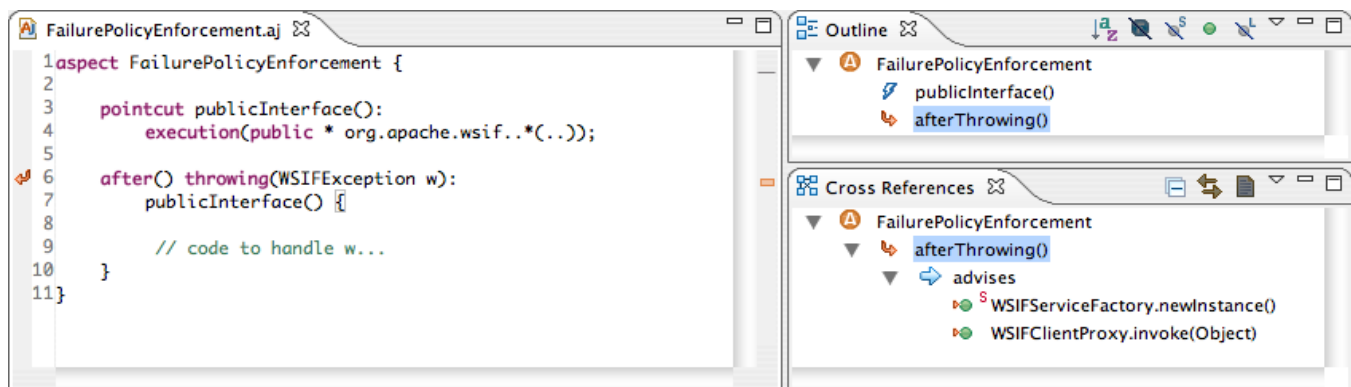 FailurePolicyEnforcement.aj
1 aspect FailurePolicyEnforcement {
2
3 pointcut publicInterface():
4 execution(public * org.apache.wsif..*(..));
5
6 after() throwing(WSIFException w):
7 publicInterface() {
8
9 // code to handle w...
10 }
11 }
Outline
FailurePolicyEnforcement
publicInterface()
afterThrowing()
Cross References
FailurePolicyEnforcement
afterThrowing()
advises
S WSIFServiceFactory.newInstance()
WSIFClientProxy.invoke(Object)